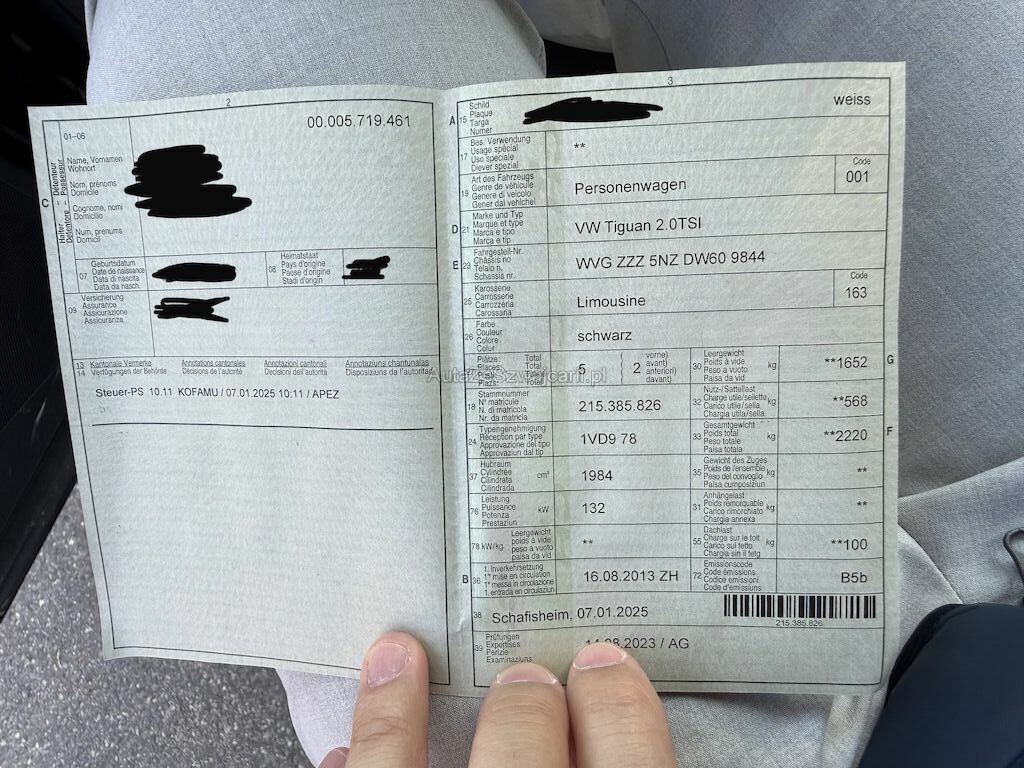 2
00.005.719.461
01–06
C
Halter – Détenteur
Detentore – Possessur
Name, Vornamen
Wohnort
Nom, prénoms
Domicile
Cognome, nomi
Domicilio
Num, prenums
Domicil
07
Geburtsdatum
Date de naissance
Data di nascita
Data da nasch.
08
Heimatstaat
Pays d'origine
Paese d'origine
Stadi d'origin
09
Versicherung
Assurance
Assicurazione
Assicuranza
13
14
Kantonale Vermerke
Verfügungen der Behörde
Annotations cantonales
Décisions de l'autorité
Annotazioni cantonali
Decisioni dell'autorità
Annotaziuns chantunalas
Disposiziuns da l'autoritad
Steuer-PS 10.11 KOFAMU / 07.01.2025 10:11 / APEZ
3
A
15
Schild
Plaque
Targa
Numer
weiss
17
Bes. Verwendung
Usage spécial
Uso speciale
Diever spezial
**
19
Art des Fahrzeugs
Genre de véhicule
Genere di veicolo
Gener dal vehichel
Personenwagen
Code
001
D
21
Marke und Typ
Marque et type
Marca e tipo
Marca e tip
VW Tiguan 2.0TSI
E
23
Fahrgestell-Nr.
Châssis no
Telaio n.
Schassis nr.
WVG ZZZ 5NZ DW60 9844
25
Karosserie
Carrosserie
Carrozzeria
Carossaria
Limousine
Code
163
26
Farbe
Couleur
Colore
Colur
schwarz
Plätze: Total
Places: Total
Total
Plazs: Total
5
2
vorne)
avant)
davanti)
davant)
30
Leergewicht
Poids à vide
Peso a vuoto
Paisa da vid
kg
**1652
G
18
Stammnummer
N° matricule
N. di matricola
Nr. da matricla
215.385.826
32
Nutz-/Sattellast
Charge utile/sellette
Carico utile/sella
Chargia utila/sella
kg
**568
24
Typengenehmigung
Réception par type
Approvazione del tipo
Approvaziun dal tip
1VD9 78
33
Gesamtgewicht
Poids total
Peso totale
Paisa totala
kg
**2220
F
37
Hubraum
Cylindrée
Cilindrata
Cilindrada
cm³
1984
35
Gewicht des Zuges
Poids de l'ensemble
Peso del convoglio
Paisa cumposiziun
kg
**
76
Leistung
Puissance
Potenza
Prestaziun
kW
132
31
Anhängelast
Poids remorquable
Carico rimorchiato
Chargia annexa
kg
**
78
kW/kg
Leergewicht
poids à vide
peso a vuoto
paisa da vid
**
55
Dachlast
Charge sur le toit
Carico sul tetto
Chargia sin il tetg
kg
**100
B
36
1. Inverkehrsetzung
1re mise en circulation
1a messa in circolazione
1. entrada en circulaziun
16.08.2013 ZH
72
Emissionscode
Code émissions
Codice emissioni
Code d'emissiuns
B5b
38
Schafisheim, 07.01.2025
215.385.826
39
Prüfungen
Expertises
Perizie
Examinaziuns
14.08.2023 / AG